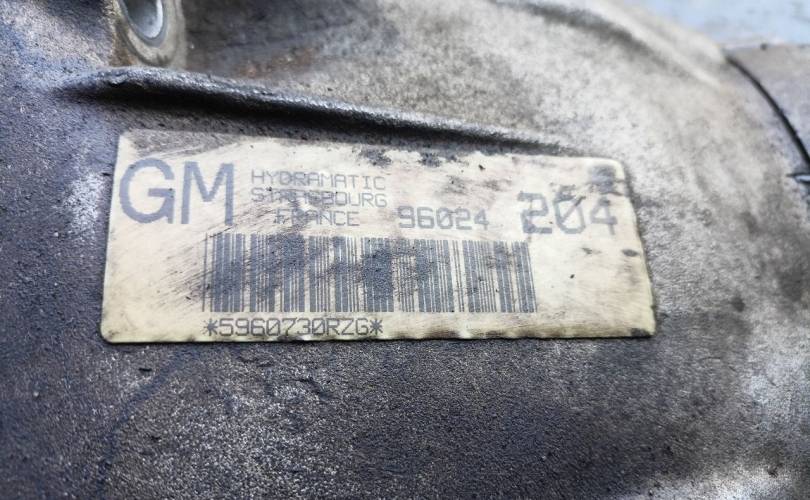 GM HYDRAMATIC
STRASBOURG
FRANCE 96024 204
*5960730RZG*